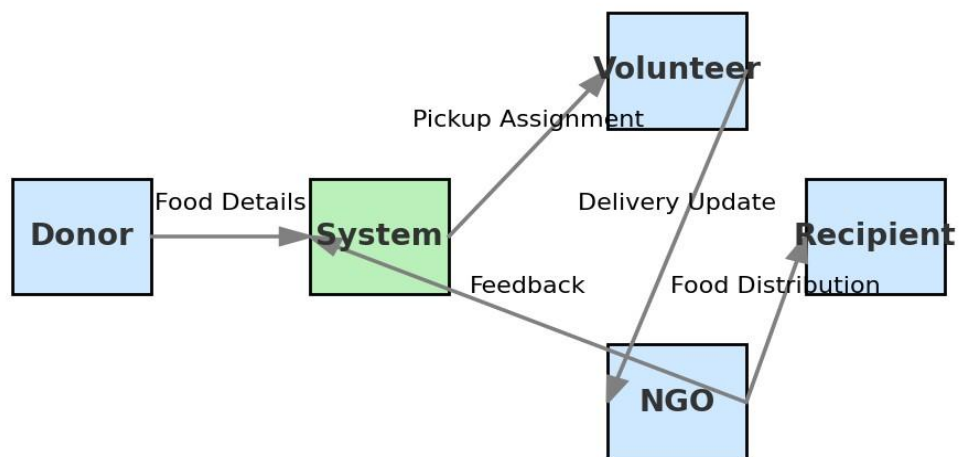 Volunteer
Pickup Assignment
Food Details
Delivery Update
Donor
System
Recipient
Feedback
Food Distribution
NGO